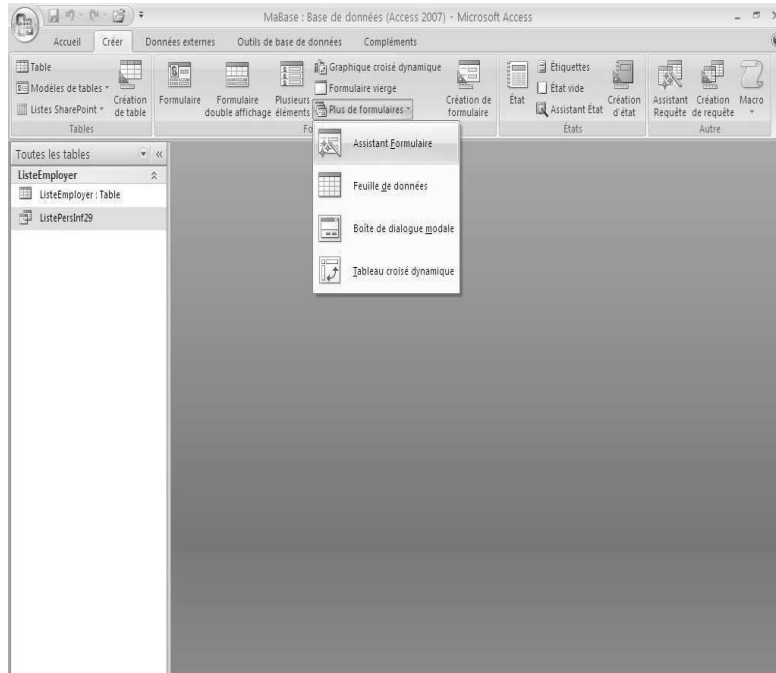 MaBase : Base de données (Access 2007) - Microsoft Access
Accueil Créer Données externes Outils de base de données Compléments
Table
Modèles de tables
Listes SharePoint
Création de table
Tables
Formulaire
Formulaire double affichage
Plusieurs éléments
Graphique croisé dynamique
Formulaire vierge
Plus de formulaires
Création de formulaire
Fo
État
Étiquettes
État vide
Assistant État
Création d'état
États
Assistant Requête
Création de requête
Macro
Autre
Assistant Formulaire
Feuille de données
Boîte de dialogue modale
Tableau croisé dynamique
Toutes les tables
ListeEmployer
ListeEmployer : Table
ListePersInf29